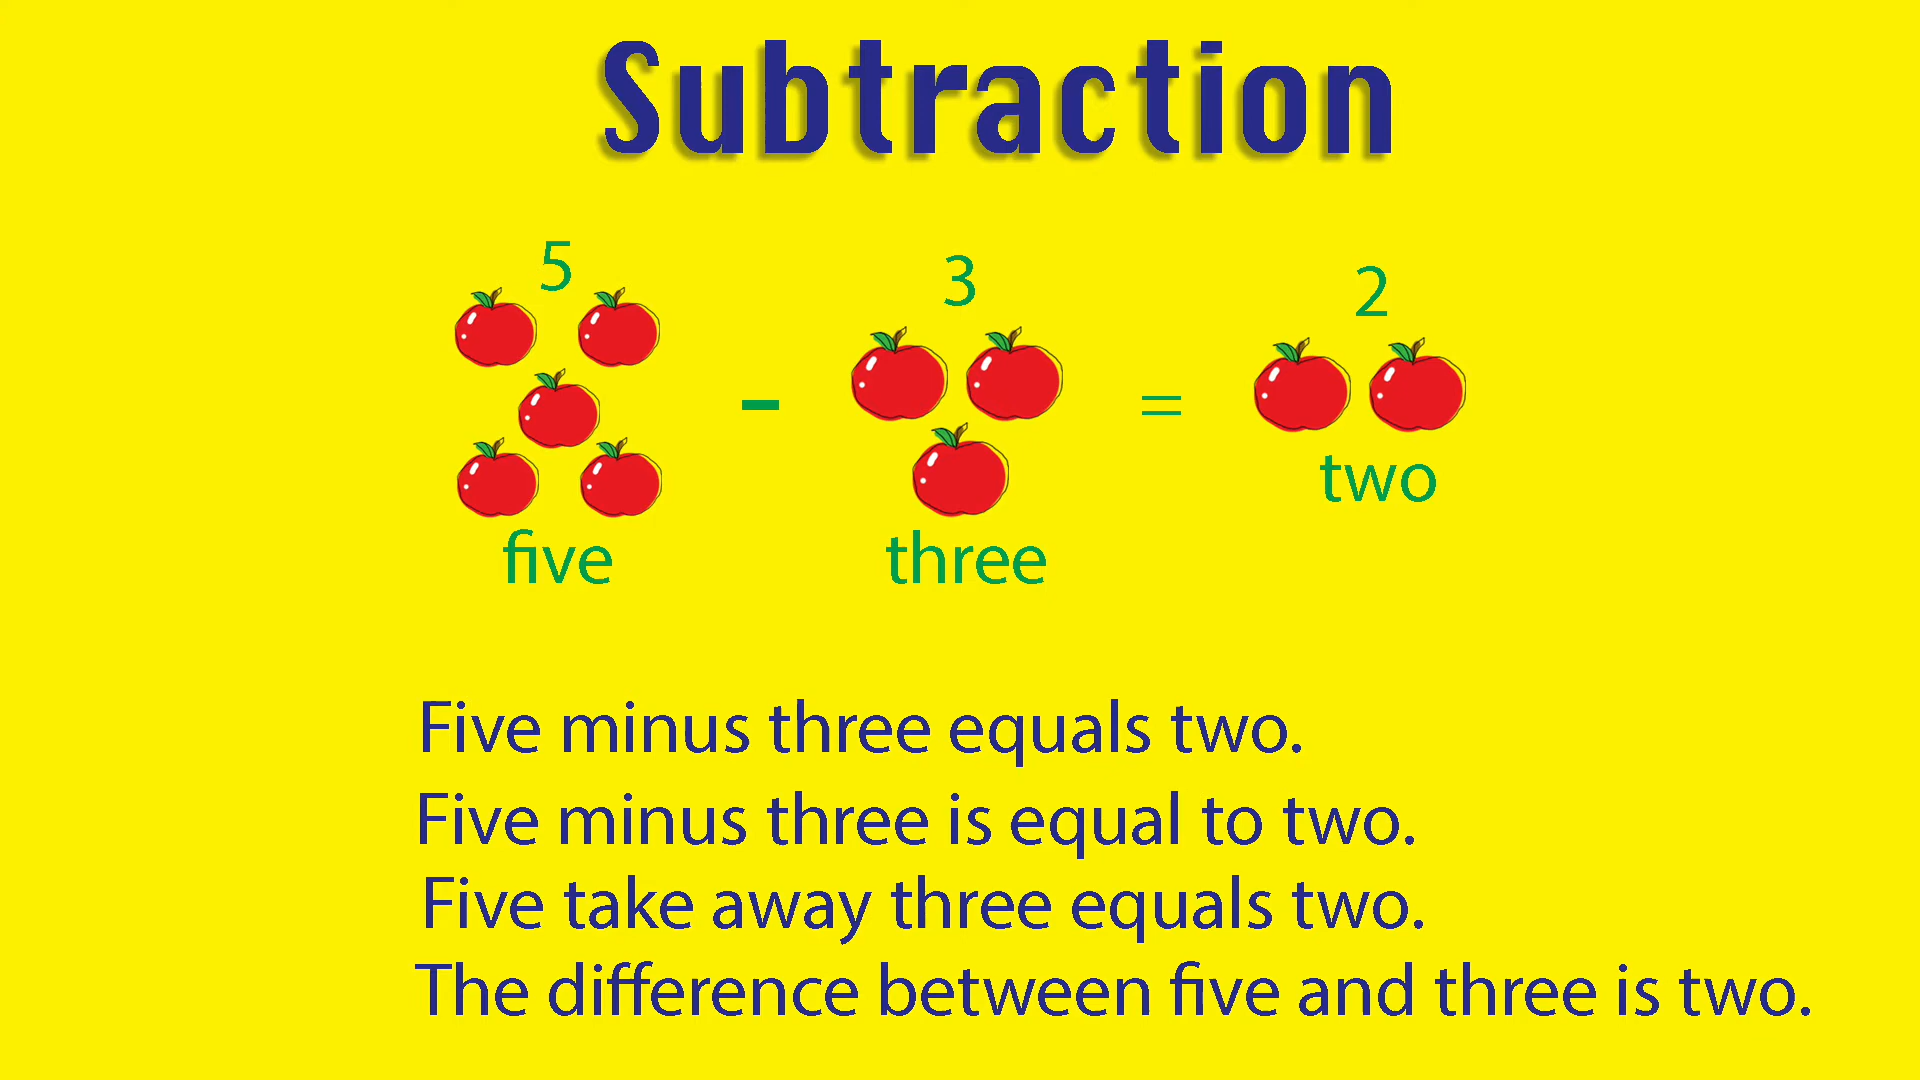 Subtraction
5 3 2
- =
two
five three
Five minus three equals two.
Five minus three is equal to two.
Five take away three equals two.
The difference between five and three is two.